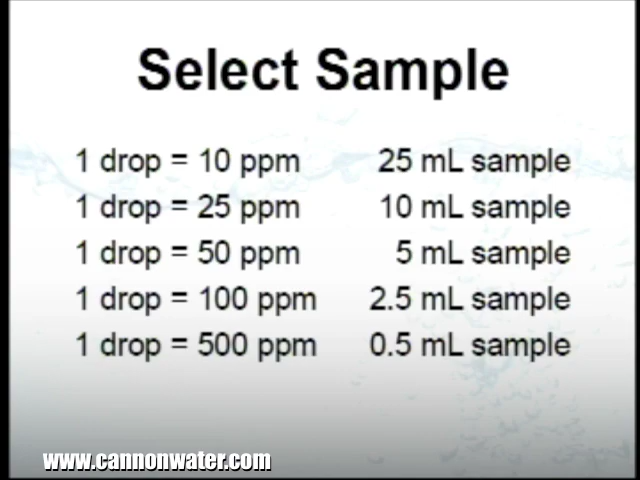 Select Sample
1 drop = 10 ppm 25 mL sample
1 drop = 25 ppm 10 mL sample
1 drop = 50 ppm 5 mL sample
1 drop = 100 ppm 2.5 mL sample
1 drop = 500 ppm 0.5 mL sample
www.cannonwater.com